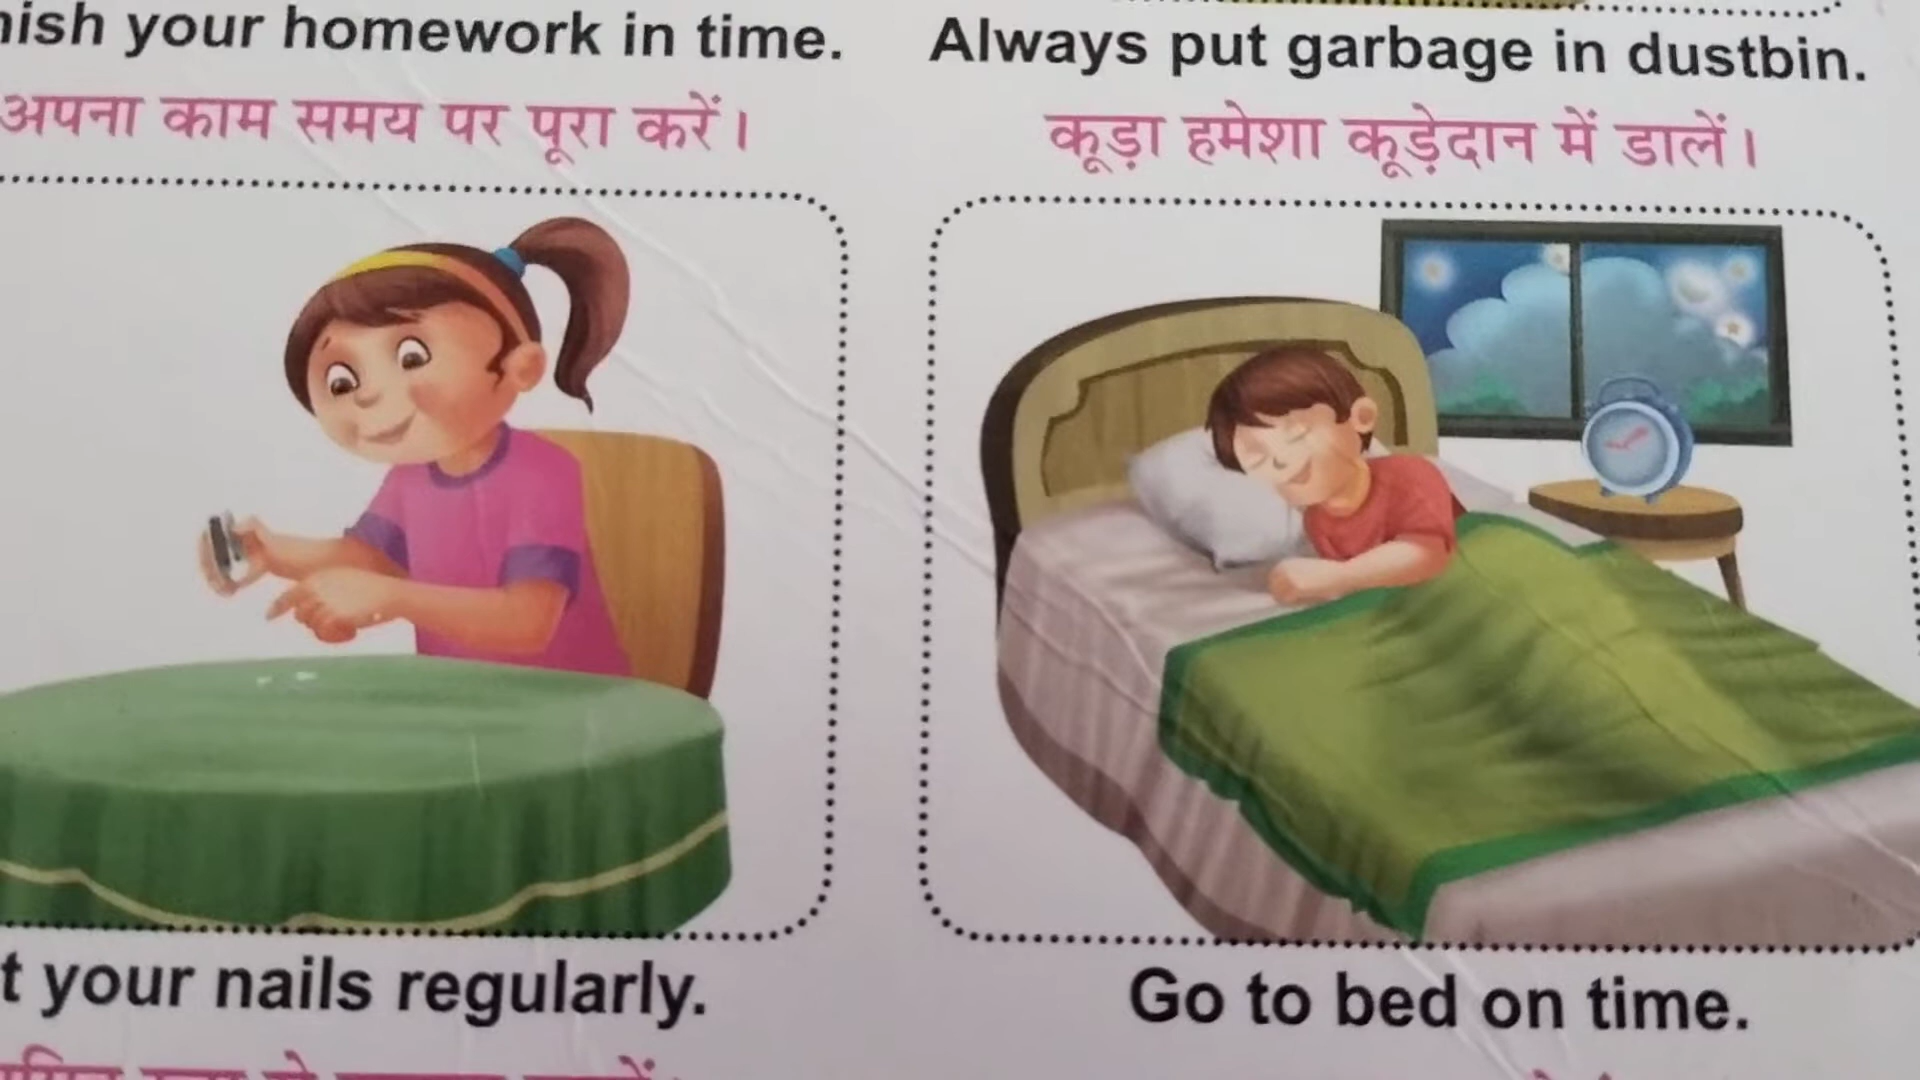 your homework in time.
अपना काम समय पर पूरा करें।
Always put garbage in dustbin.
कूड़ा हमेशा कूड़ेदान में डालें।
your nails regularly.
Go to bed on time.